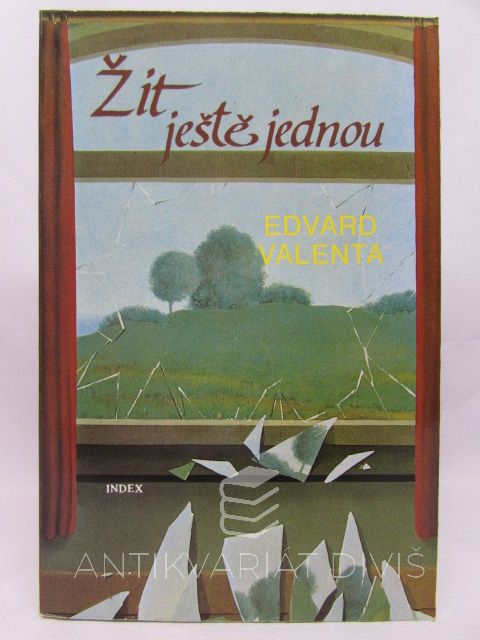 Žít
ještě jednou
EDVARD
VALENTA
INDEX
ANTIKVARIÁT DIVIŠ